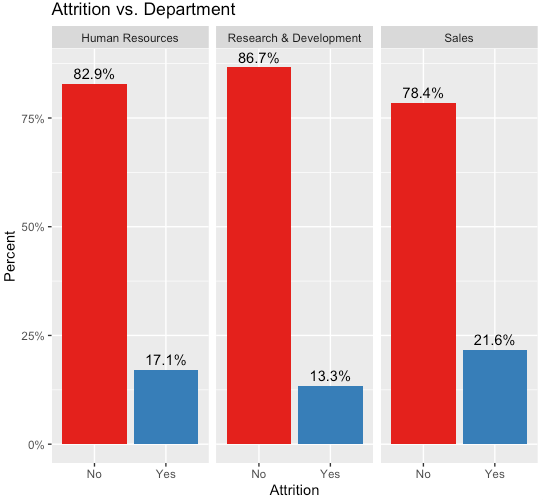 Attrition vs. Department
Human Resources
Research & Development
Sales
82.9%
86.7%
78.4%
17.1%
13.3%
21.6%
75%
50%
25%
0%
Percent
No
Yes
No
Yes
No
Yes
Attrition